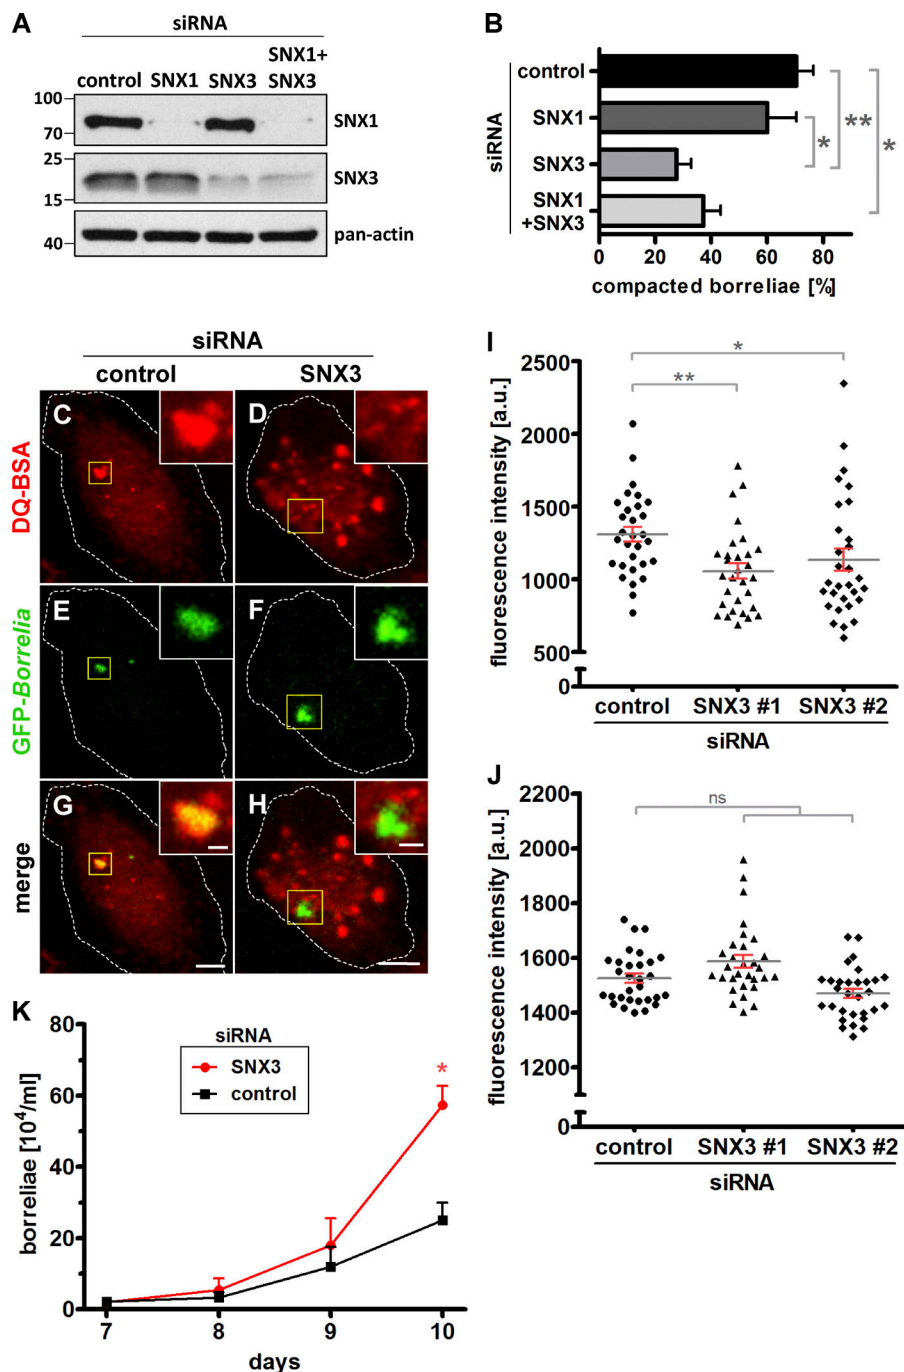 A
siRNA
control SNX1 SNX3 SNX1+
SNX3
100
70
SNX1
25
15
SNX3
40
pan-actin
B
siRNA
control
SNX1
SNX3
SNX1
+SNX3
* ** *
0 20 40 60 80
compacted borreliae [%]
siRNA
control SNX3
DQ-BSA
C D
GFP-Borrelia
E F
merge
G H
I
fluorescence intensity [a.u.]
2500
2000
1500
1000
500
0
*
**
control SNX3 #1 SNX3 #2
siRNA
J
fluorescence intensity [a.u.]
2200
2000
1800
1600
1400
1200
0
ns
control SNX3 #1 SNX3 #2
siRNA
K
borreliae [10⁴/ml]
80
60
40
20
0
siRNA
SNX3
control
*
7 8 9 10
days